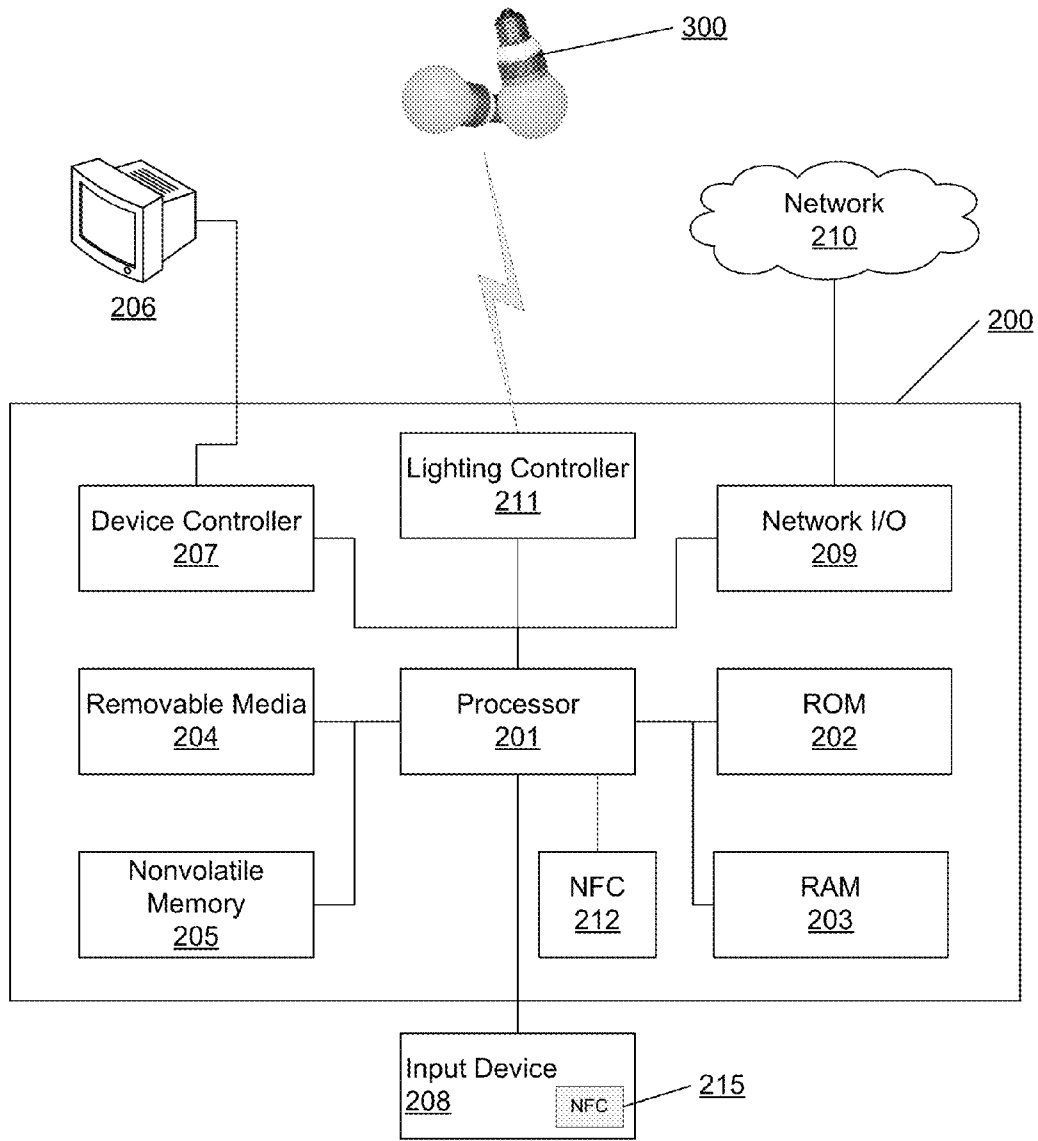 300
206
Network
210
200
Lighting Controller
211
Device Controller
207
Network I/O
209
Removable Media
204
Processor
201
ROM
202
Nonvolatile
Memory
205
NFC
212
RAM
203
Input Device
208
NFC
215